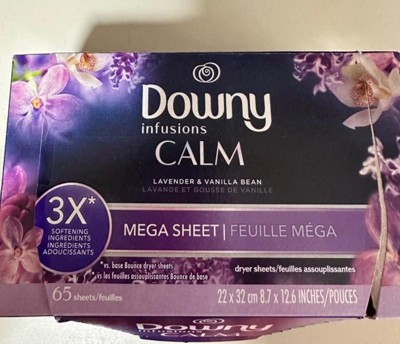 Downy
infusions
CALM
LAVENDER & VANILLA BEAN
LAVANDE ET GOUSSE DE VANILLE
3X*
SOFTENING
INGREDIENTS
INGRÉDIENTS
ADOUCISSANTS
MEGA SHEET | FEUILLE MÉGA
*vs. base Bounce dryer sheets
*vs les feuilles assouplissantes Bounce de base
dryer sheets/feuilles assouplissantes
65 sheets/feuilles
22 x 32 cm 8.7 x 12.6 INCHES/POUCES
Downy
infusions